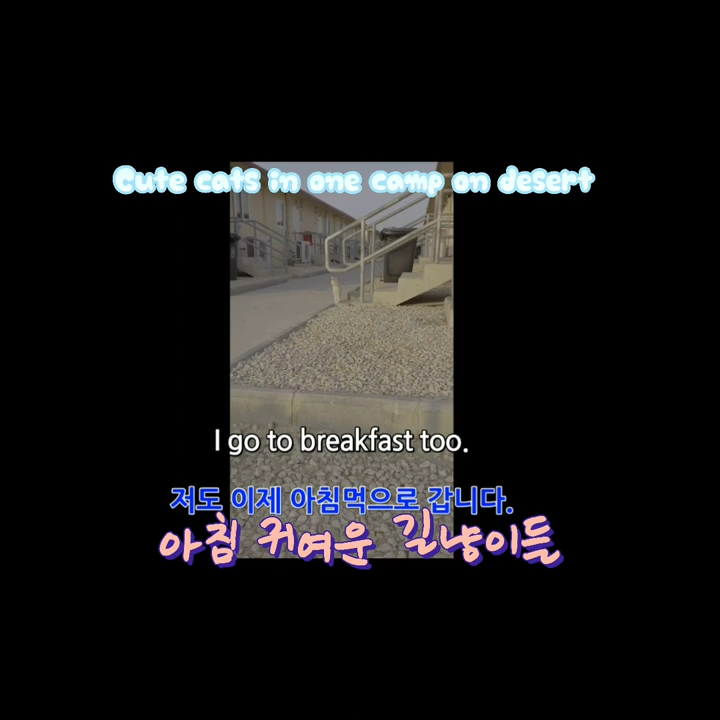 Cute cats in one camp on desert
I go to breakfast too.
저도 이제 아침먹으로 갑니다.
아침 귀여운 길냥이들